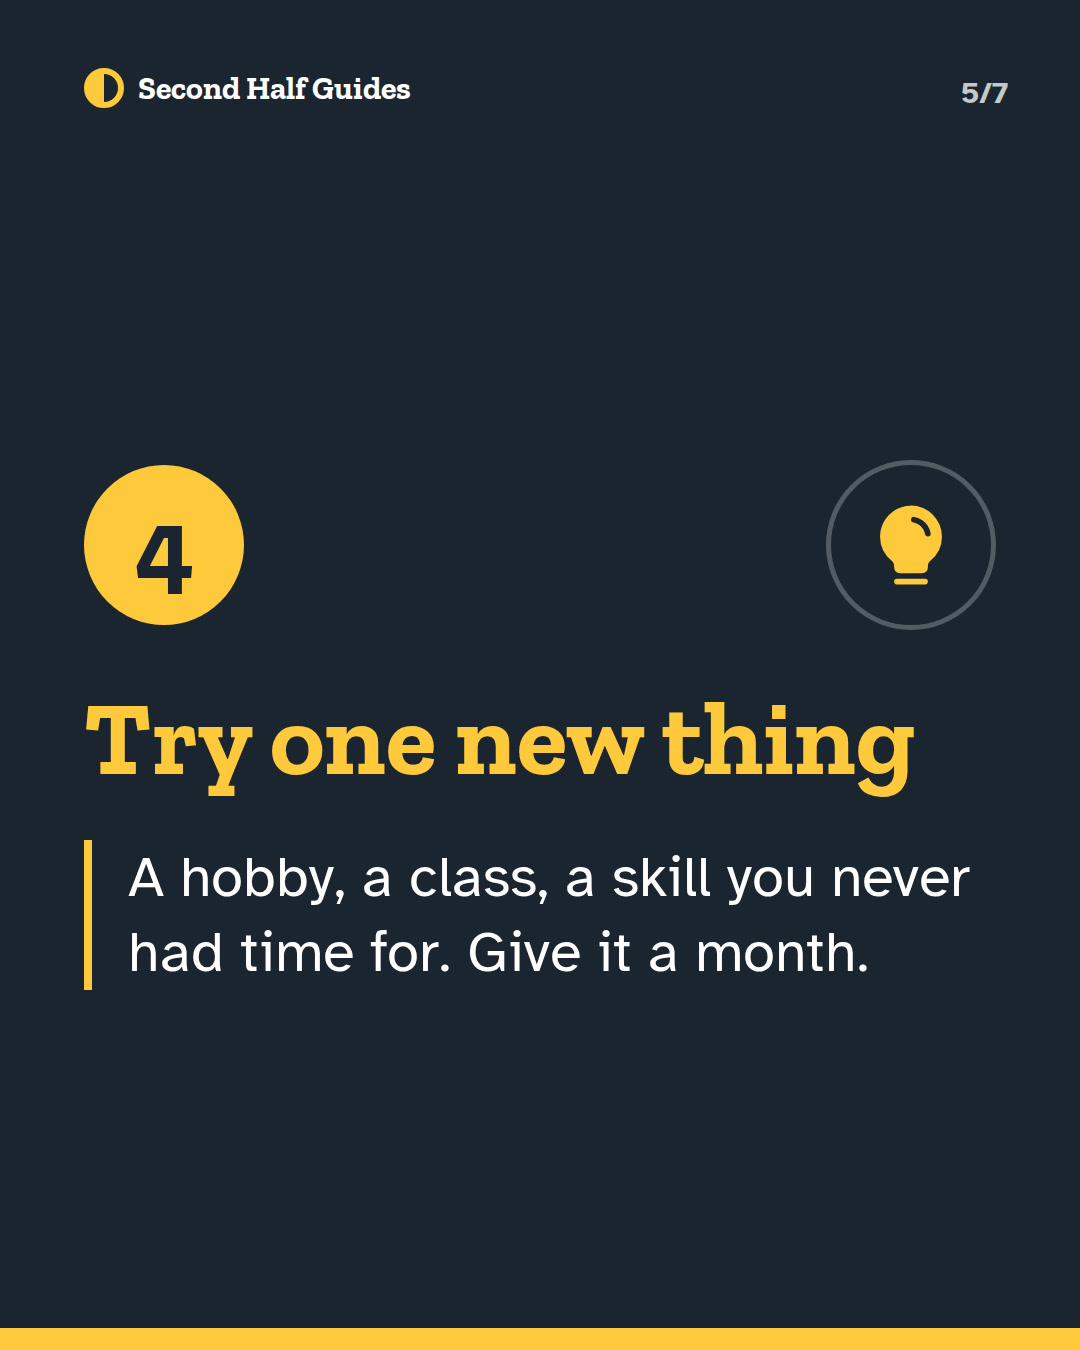 Second Half Guides
5/7
4
Try one new thing
A hobby, a class, a skill you never
had time for. Give it a month.